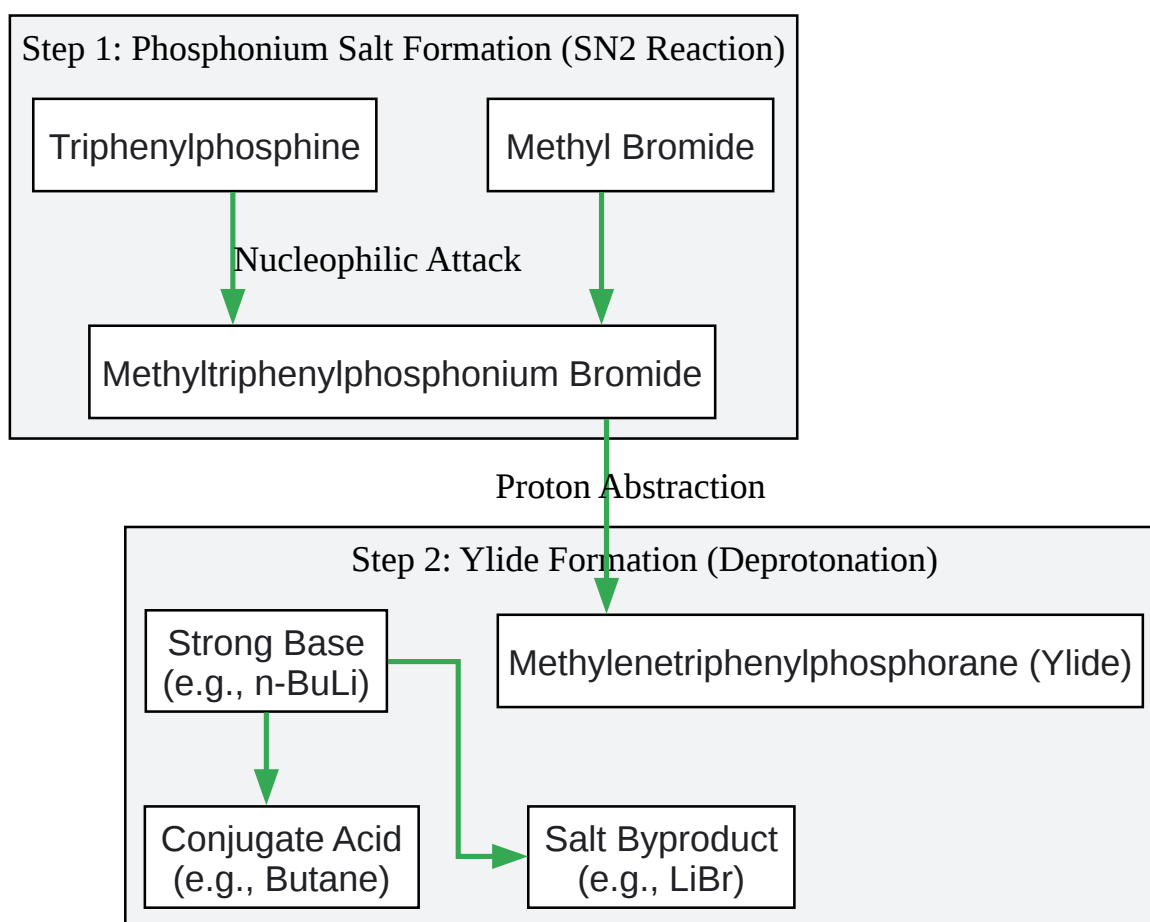 Step 1: Phosphonium Salt Formation (SN2 Reaction)
Triphenylphosphine
Methyl Bromide
Nucleophilic Attack
Methyltriphenylphosphonium Bromide
Proton Abstraction
Step 2: Ylide Formation (Deprotonation)
Strong Base
(e.g., n-BuLi)
Methylenetriphenylphosphorane (Ylide)
Conjugate Acid
(e.g., Butane)
Salt Byproduct
(e.g., LiBr)